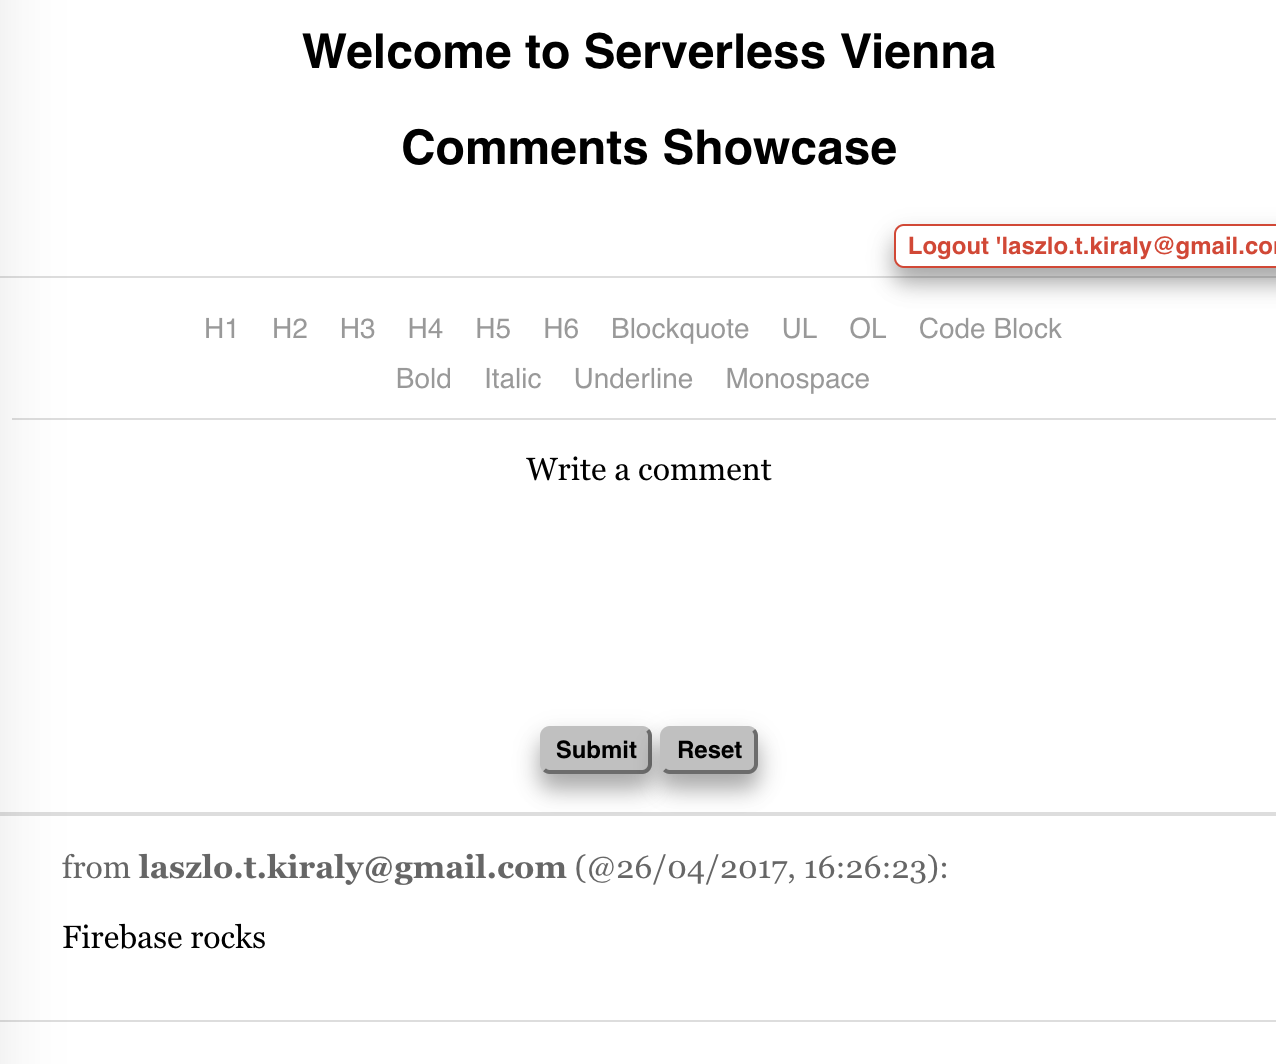 Welcome to Serverless Vienna
Comments Showcase
Logout 'laszlo.t.kiraly@gmail.co
H1 H2 H3 H4 H5 H6 Blockquote UL OL Code Block
Bold Italic Underline Monospace
Write a comment
Submit Reset
from laszlo.t.kiraly@gmail.com (@26/04/2017, 16:26:23):
Firebase rocks